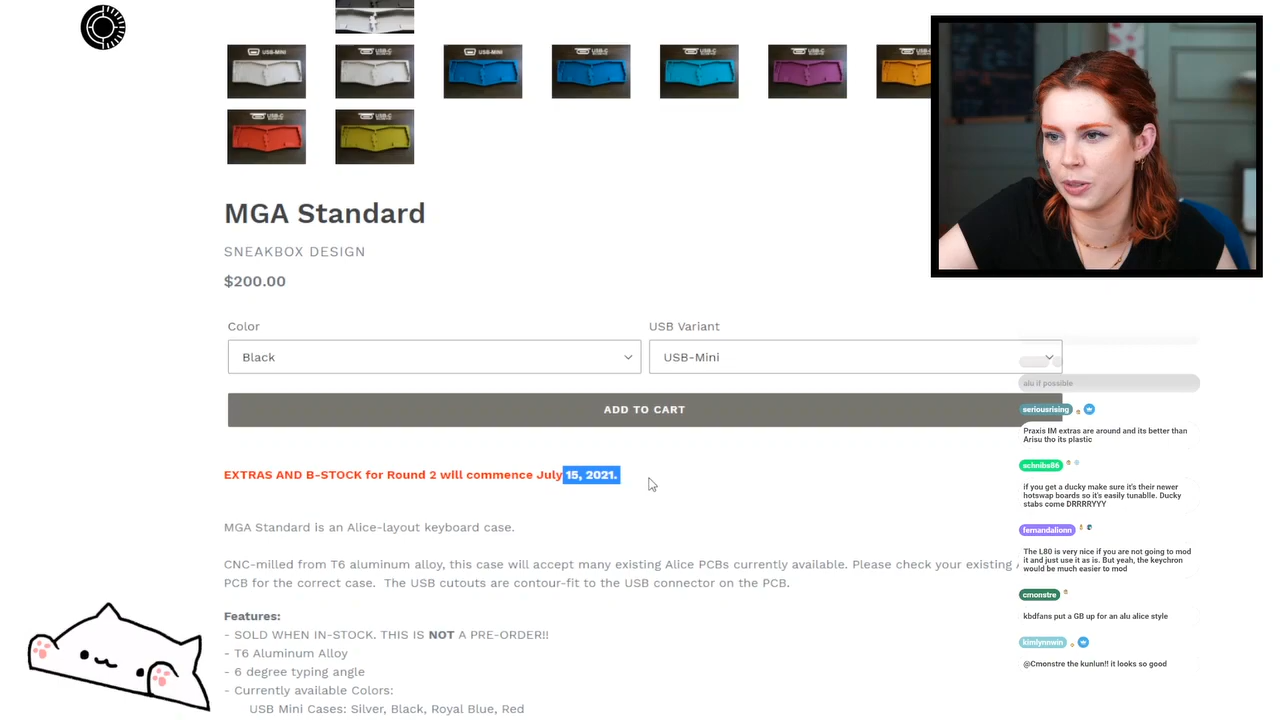 USB-MINI
USB-C
USB-MINI
USB-C
USB-C
USB-C
MGA Standard
SNEAKBOX DESIGN
$200.00
Color
USB Variant
Black
USB-Mini
ADD TO CART
EXTRAS AND B-STOCK for Round 2 will commence July 15, 2021.
MGA Standard is an Alice-layout keyboard case.
CNC-milled from T6 aluminum alloy, this case will accept many existing Alice PCBs currently available. Please check your existing
PCB for the correct case. The USB cutouts are contour-fit to the USB connector on the PCB.
Features:
- SOLD WHEN IN-STOCK. THIS IS NOT A PRE-ORDER!!
- T6 Aluminum Alloy
- 6 degree typing angle
- Currently available Colors:
USB Mini Cases: Silver, Black, Royal Blue, Red
alu if possible
seriousrising
Praxis IM extras are around and its better than
Arisu tho its plastic
achniba86
if you get a ducky make sure it's their newer
hotswap boards so it's easily tunablle. Ducky
stabs come DRRRRYYY
fernandalionn
The L80 is very nice if you are not going to mod
it and just use it as is. But yeah, the keychron
would be much easier to mod
cmonstre
kbdfans put a GB up for an alu alice style
kimlynnwin
@Cmonstre the kunlun!! it looks so good